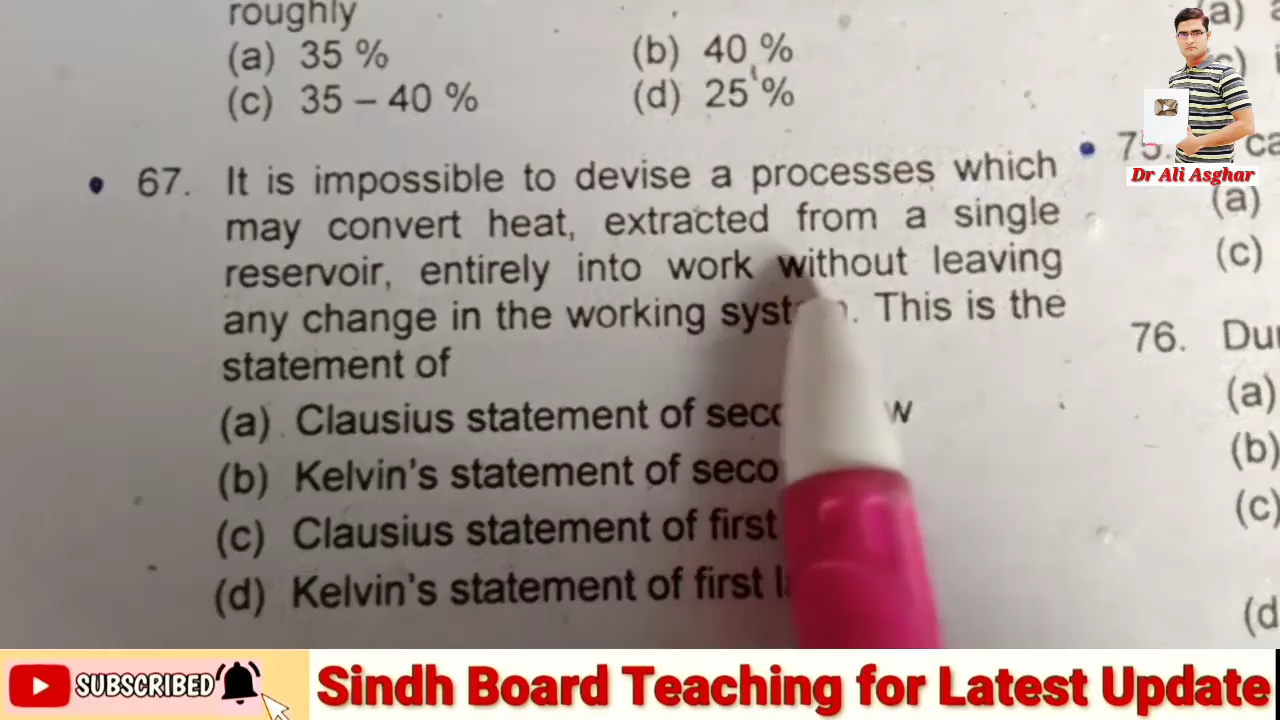 roughly
(a) 35 %
(b) 40 %
(c) 35 – 40 %
(d) 25 %
67. It is impossible to devise a processes which
may convert heat, extracted from a single
reservoir, entirely into work without leaving
any change in the working This is the
statement of
(a) Clausius statement of
(b) Kelvin's statement of
(c) Clausius statement of first
(d) Kelvin's statement of first
(a)
75.
(a)
(c)
76.
(a)
(b)
(c)
(d
Dr Ali Asghar
SUBSCRIBED
Sindh Board Teaching for Latest Update